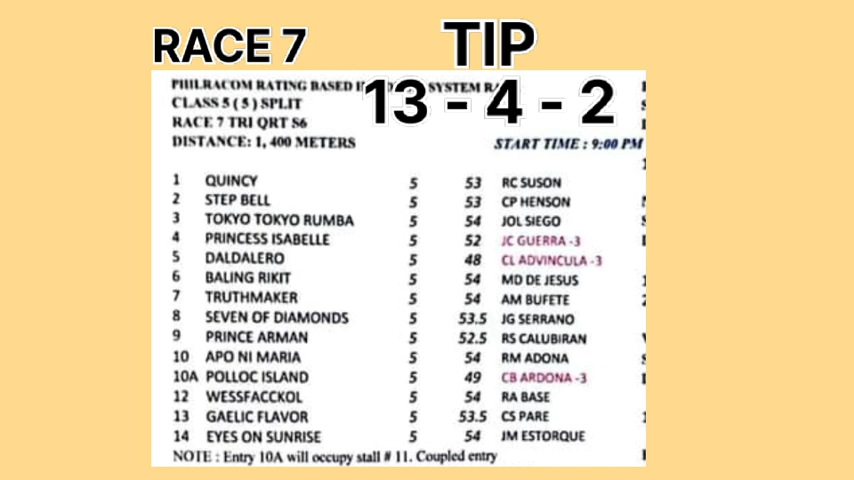 RACE 7
TIP
PHILRACOM RATING BASED SYSTEM
13 - 4 - 2
CLASS 5 ( 5 ) SPLIT
RACE 7 TRI QRT S6
DISTANCE: 1, 400 METERS
START TIME : 9:00 PM
1 QUINCY 5 53 RC SUSON
2 STEP BELL 5 53 CP HENSON
3 TOKYO TOKYO RUMBA 5 54 JOL SIEGO
4 PRINCESS ISABELLE 5 52 JC GUERRA -3
5 DALDALERO 5 48 CL ADVINCULA -3
6 BALING RIKIT 5 54 MD DE JESUS
7 TRUTHMAKER 5 54 AM BUFETE
8 SEVEN OF DIAMONDS 5 53.5 JG SERRANO
9 PRINCE ARMAN 5 52.5 RS CALUBIRAN
10 APO NI MARIA 5 54 RM ADONA
10A POLLOC ISLAND 5 49 CB ARDONA -3
12 WESSFACCKOL 5 54 RA BASE
13 GAELIC FLAVOR 5 53.5 CS PARE
14 EYES ON SUNRISE 5 54 JM ESTORQUE
NOTE : Entry 10A will occupy stall # 11. Coupled entry